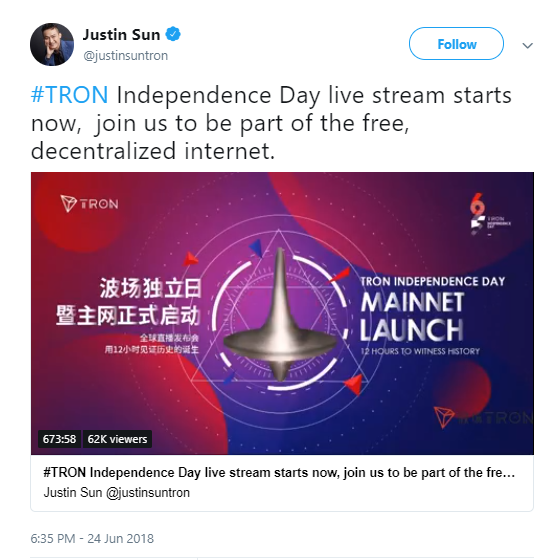 Justin Sun
@justinsuntron
Follow
#TRON Independence Day live stream starts
now,  join us to be part of the free,
decentralized internet.
TRON
6
TRON
INDEPENDENCE
DAY
波场独立日
暨主网正式启动
全球直播发布会
用12小时见证历史的诞生
TRON INDEPENDENCE DAY
MAINNET
LAUNCH
12 HOURS TO WITNESS HISTORY
TRON
673:58
62K viewers
#TRON Independence Day live stream starts now, join us to be part of the fre...
Justin Sun @justinsuntron
6:35 PM - 24 Jun 2018